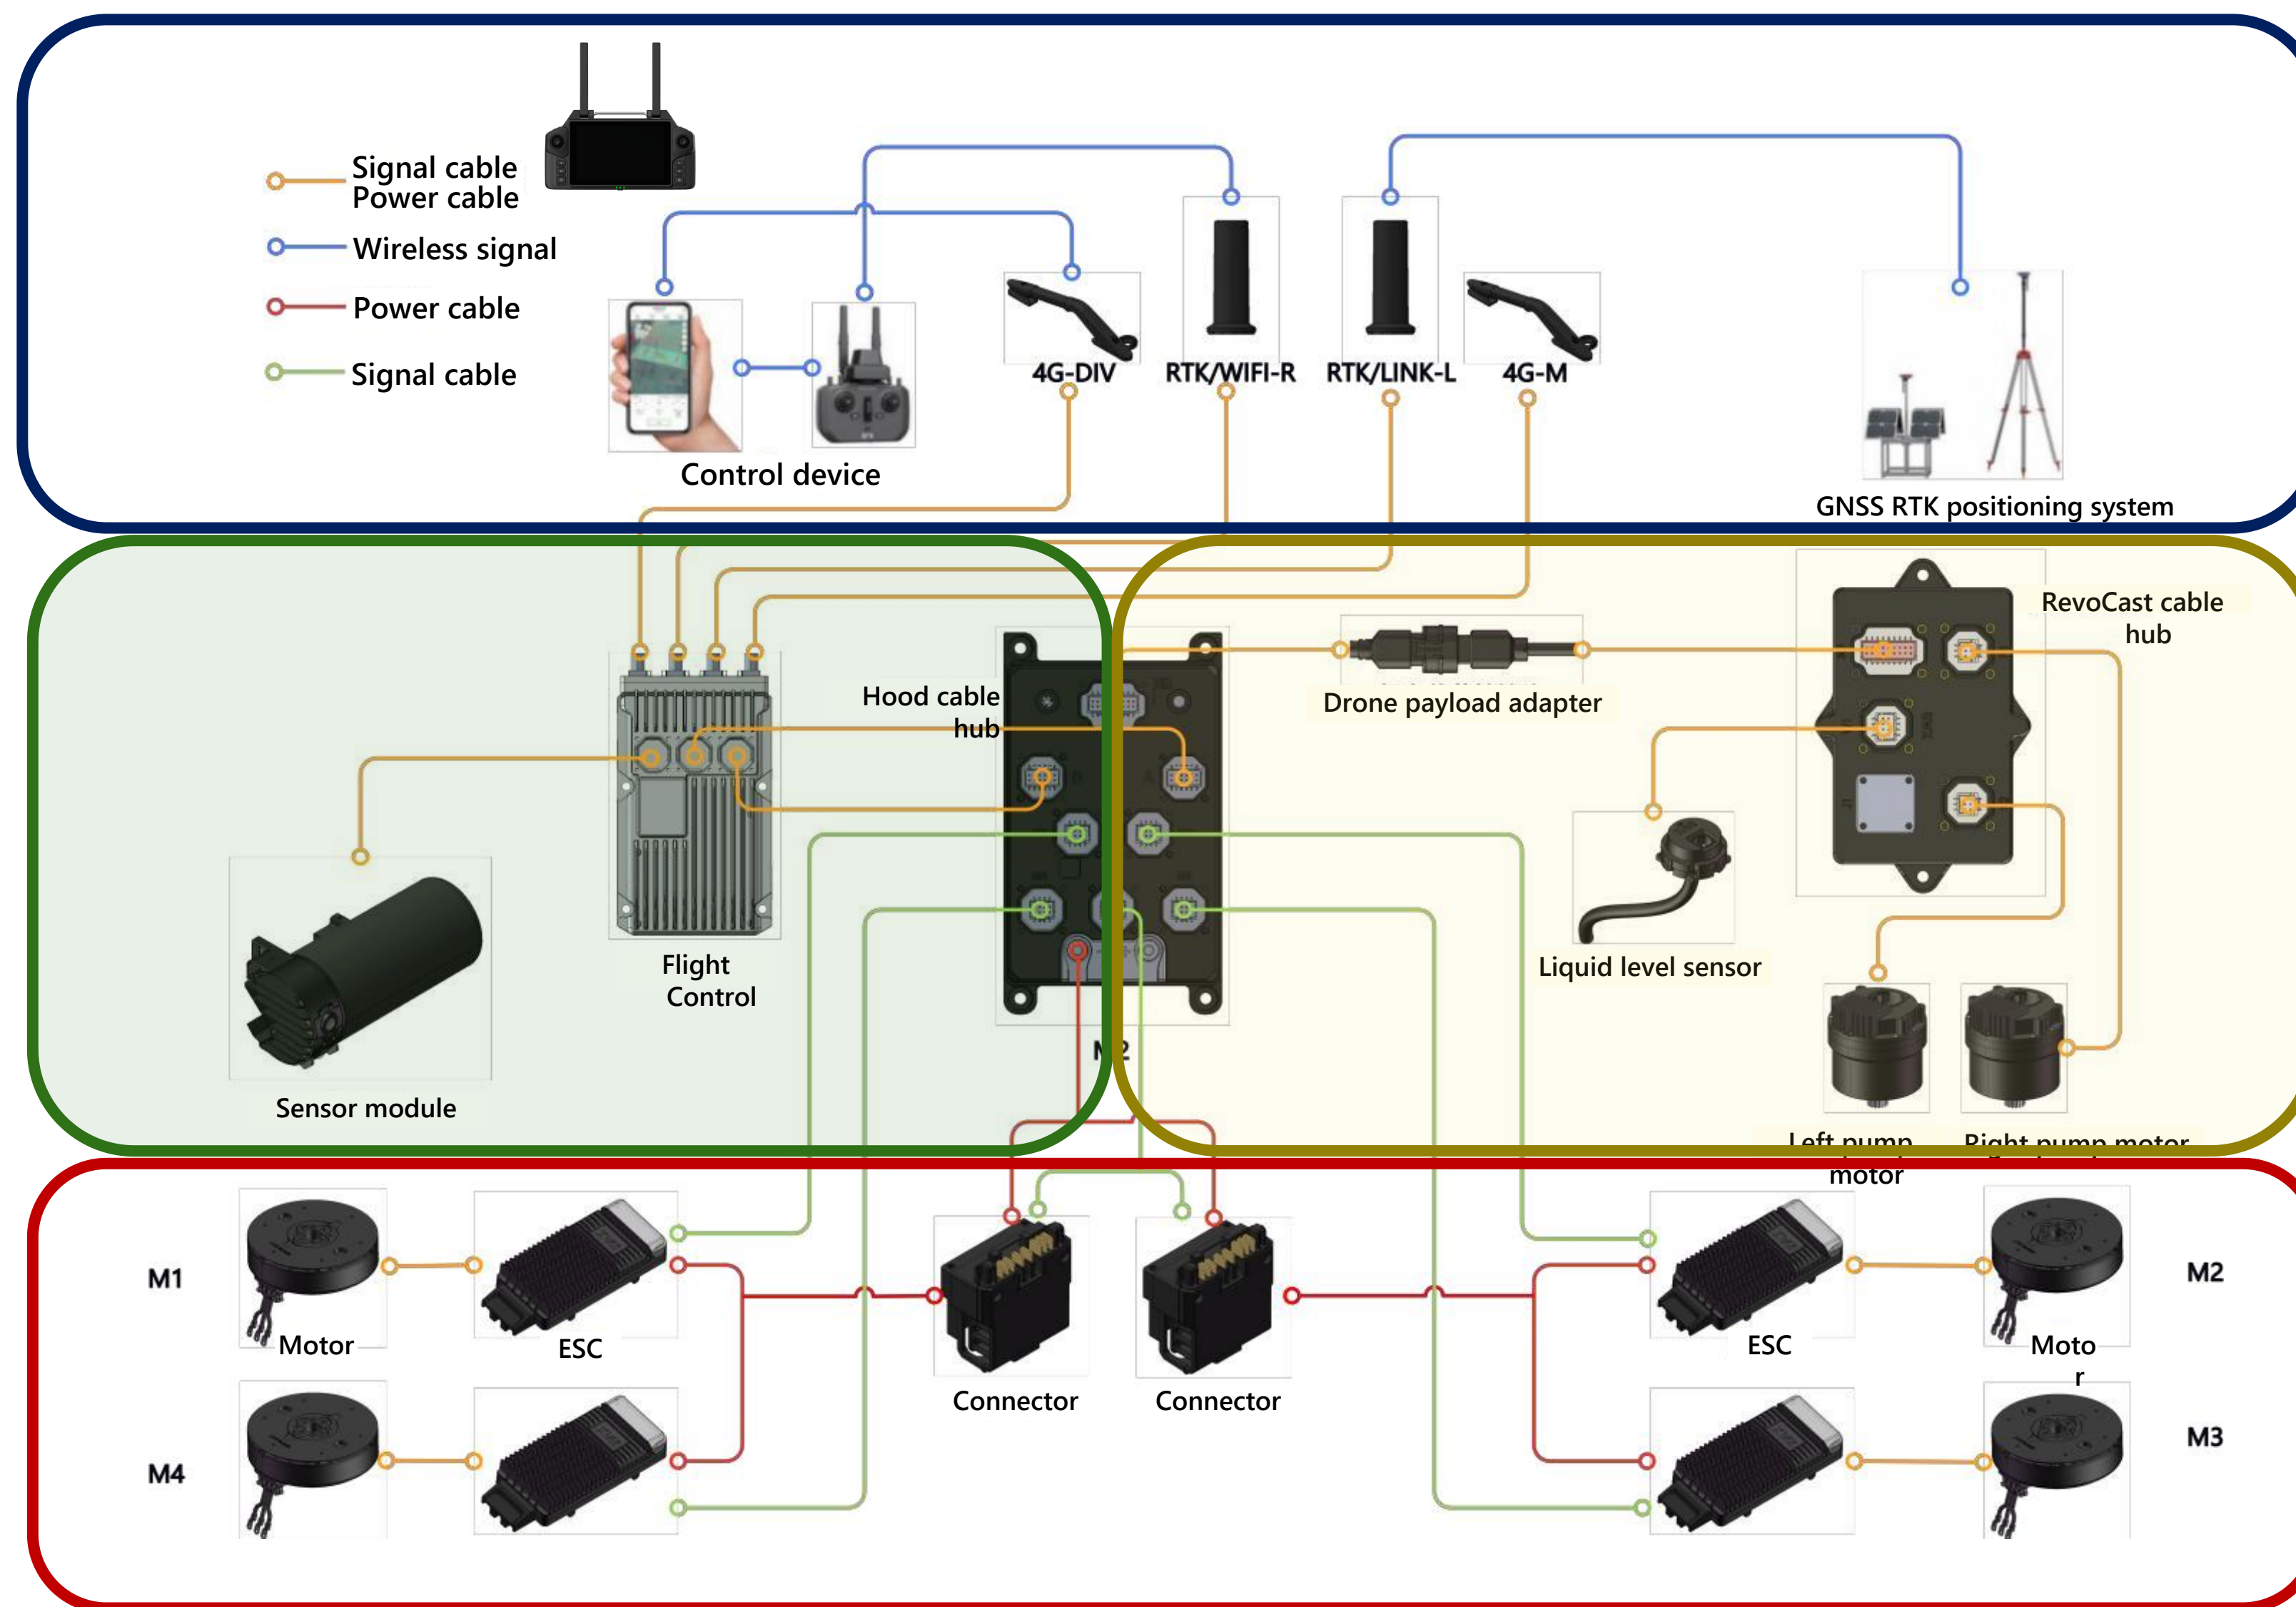 Signal cable
Power cable
Wireless signal
Power cable
Signal cable
4G-DIV
RTK/WIFI-R
RTK/LINK-L
4G-M
Control device
GNSS RTK positioning system
RevoCast cable
hub
Hood cable
hub
Drone payload adapter
Flight
Control
Liquid level sensor
Sensor module
Left pump
motor
Right pump motor
M1
Motor
ESC
Connector
Connector
ESC
Moto
r
M2
M4
M3